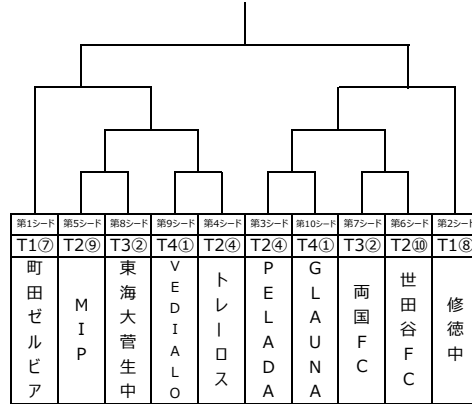 第1シード 第5シード 第8シード 第9シード 第4シード 第3シード 第10シード 第7シード 第6シード 第2シード
T1⑦ T2⑨ T3② T4① T2④ T2④ T4① T3② T2⑩ T1⑧
町田ゼルビア
MIP
東海大菅生中
VEDIALO
トレーロス
PELADA
GLAUNA
両国FC
世田谷FC
修徳中